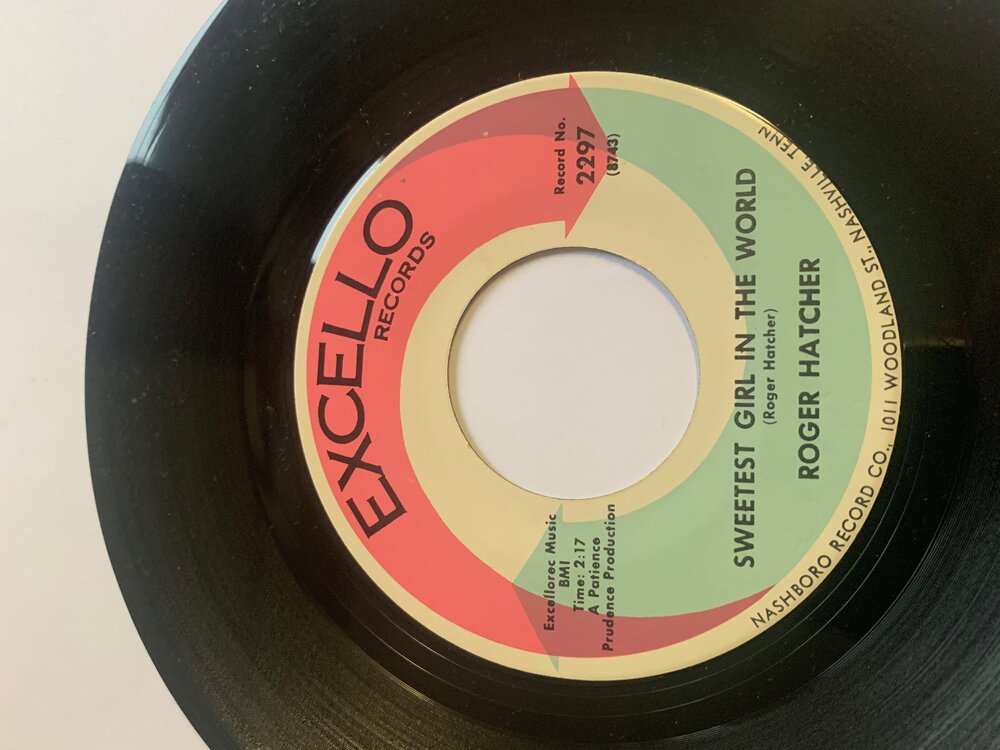 EXCELLO
RECORDS
Excellorec Music
BMI
Time: 2:17
A Patience
Prudence Production
Record No.
2297
(8743)
SWEETEST GIRL IN THE WORLD
(Roger Hatcher)
ROGER HATCHER
NASHBORO RECORD CO., 1011 WOODLAND ST., NASHVILLE, TENN